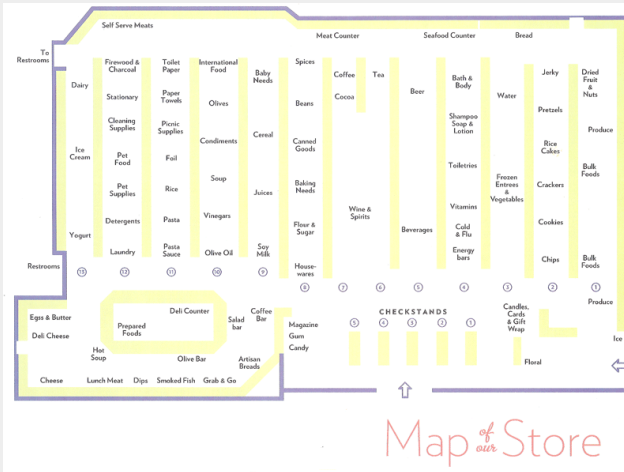 Self Serve Meats
Meat Counter
Seafood Counter
Bread
To
Restrooms
Dairy
Ice
Cream
Yogurt
13
Firewood &
Charcoal
Stationary
Cleaning
Supplies
Pet
Food
Pet
Supplies
Detergents
Laundry
12
Toilet
Paper
Paper
Towels
Picnic
Supplies
Foil
Rice
Pasta
Pasta
Sauce
11
International
Food
Olives
Condiments
Soup
Vinegars
Olive Oil
10
Baby
Needs
Cereal
Juices
Soy
Milk
9
Spices
Beans
Canned
Goods
Baking
Needs
Flour &
Sugar
House-
wares
8
Coffee
Cocoa
Tea
Wine &
Spirits
7
6
Beer
Beverages
5
Bath &
Body
Shampoo
Soap &
Lotion
Toiletries
Vitamins
Cold
& Flu
Energy
bars
4
Water
Frozen
Entrees
&
Vegetables
3
Jerky
Pretzels
Rice
Cakes
Crackers
Cookies
Chips
2
Dried
Fruit
&
Nuts
Produce
Bulk
Foods
Bulk
Foods
1
Produce
Restrooms
Eggs & Butter
Deli Cheese
Cheese
Hot
Soup
Lunch Meat
Dips
Smoked Fish
Grab & Go
Prepared
Foods
Deli Counter
Olive Bar
Salad
bar
Coffee
Bar
Artisan
Breads
Magazine
Gum
Candy
CHECKSTANDS
5
4
3
2
1
Candles,
Cards
& Gift
Wrap
Floral
Ice
Map of our Store